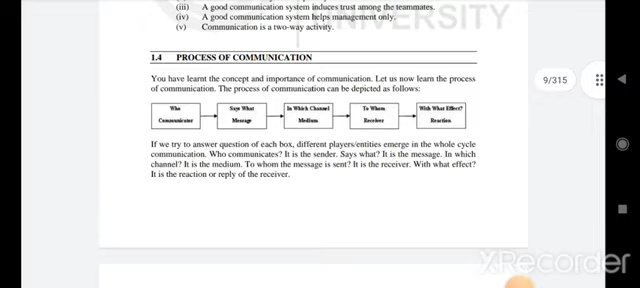 (iii) A good communication system induces trust among the teammates.
(iv) A good communication system helps management only.
(v) Communication is a two-way activity.
VERSITY
1.4 PROCESS OF COMMUNICATION
You have learnt the concept and importance of communication. Let us now learn the process
of communication. The process of communication can be depicted as follows:
9/315
Who Says What In Which Channel To Whom With What Effect?
Communicator Message Medium Receiver Reaction
If we try to answer question of each box, different players/entities emerge in the whole cycle
communication. Who communicates? It is the sender. Says what? It is the message. In which
channel? It is the medium. To whom the message is sent? It is the receiver. With what effect?
It is the reaction or reply of the receiver.
XRecorder